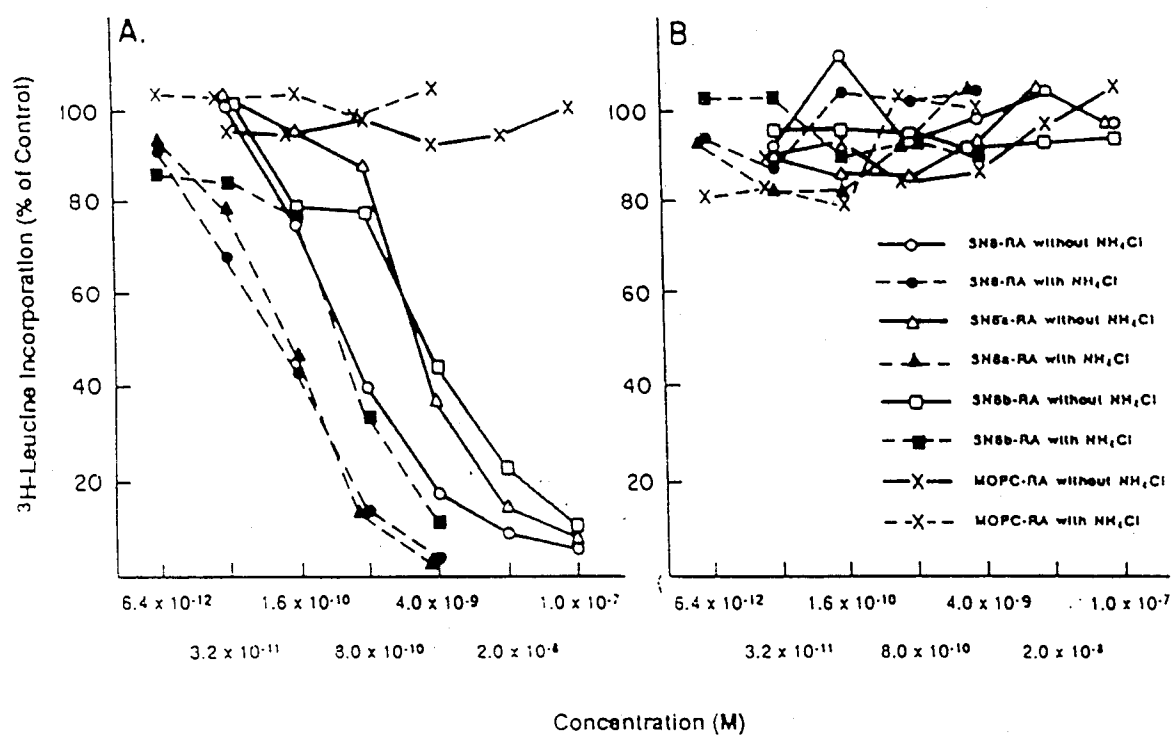 A.
B
³H-Leucine Incorporation (% of Control)
100
80
60
40
20
100
80
60
40
20
SN8-RA without NH₄Cl
SN8-RA with NH₄Cl
SN8a-RA without NH₄Cl
SN8a-RA with NH₄Cl
SN8b-RA without NH₄Cl
SN8b-RA with NH₄Cl
MOPC-RA without NH₄Cl
MOPC-RA with NH₄Cl
6.4 x 10⁻¹² 1.6 x 10⁻¹⁰ 4.0 x 10⁻⁹ 1.0 x 10⁻⁷
6.4 x 10⁻¹² 1.6 x 10⁻¹⁰ 4.0 x 10⁻⁹ 1.0 x 10⁻⁷
3.2 x 10⁻¹¹ 8.0 x 10⁻¹⁰ 2.0 x 10⁻⁸
3.2 x 10⁻¹¹ 8.0 x 10⁻¹⁰ 2.0 x 10⁻⁸
Concentration (M)